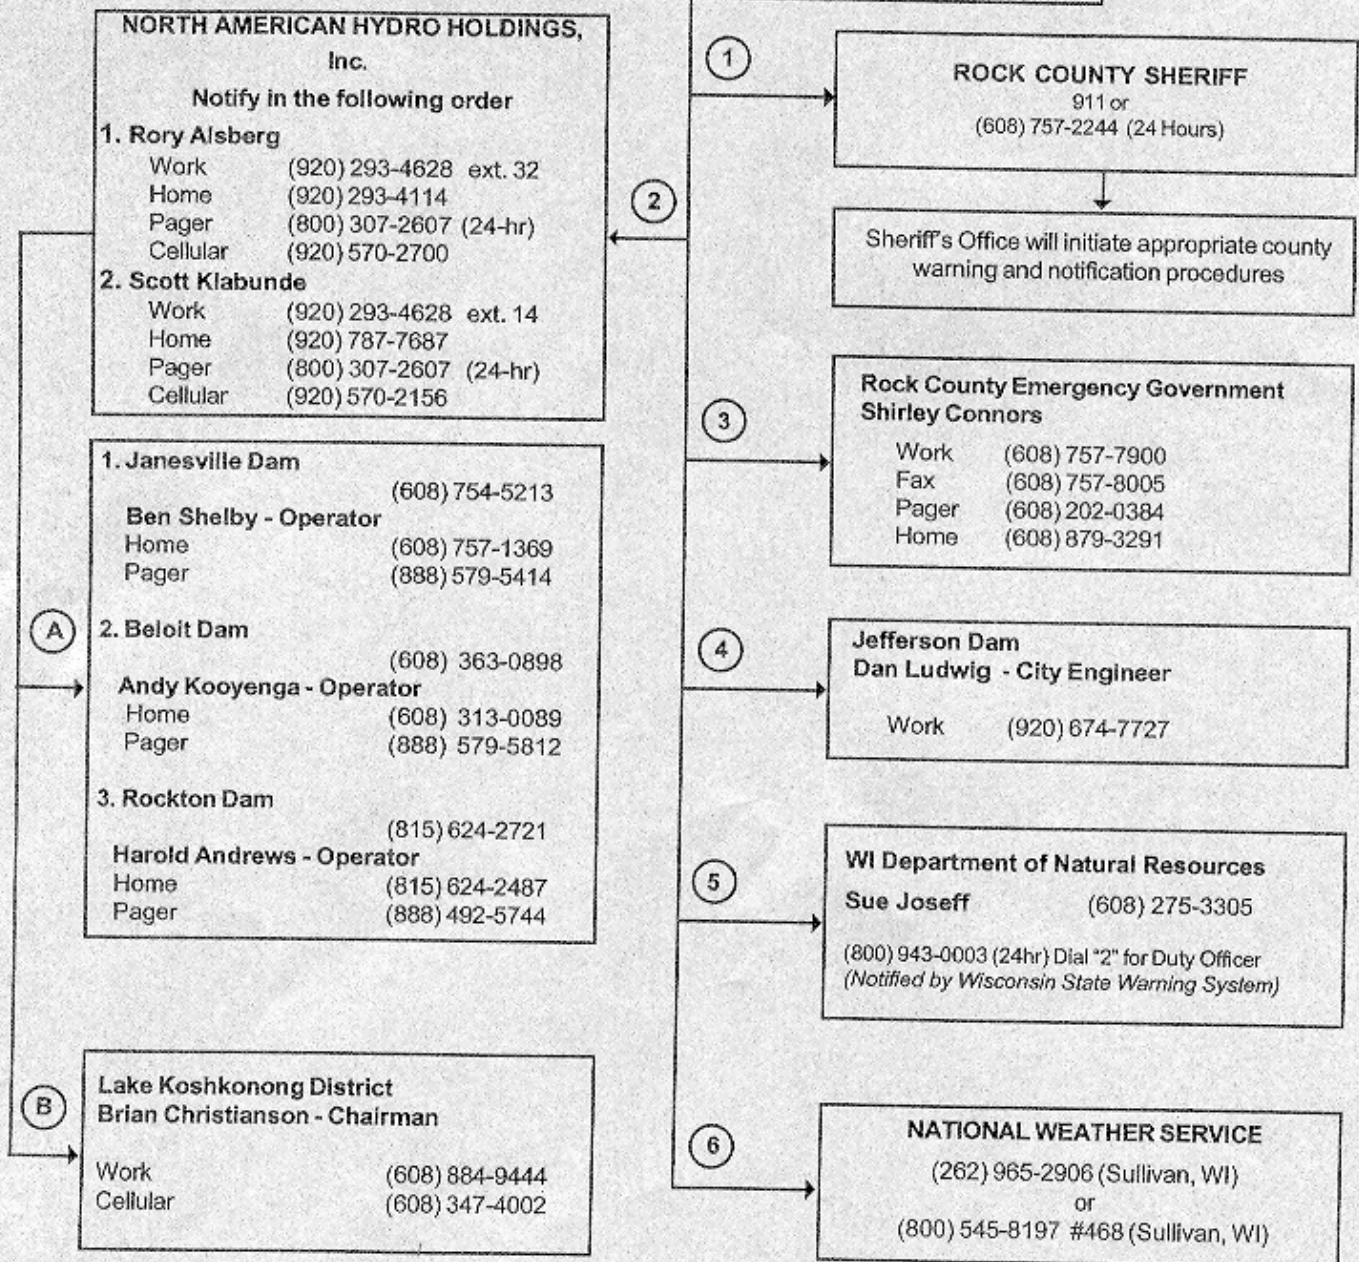 NORTH AMERICAN HYDRO HOLDINGS,
Inc.
Notify in the following order
1. Rory Alsberg
Work (920) 293-4628 ext. 32
Home (920) 293-4114
Pager (800) 307-2607 (24-hr)
Cellular (920) 570-2700
2. Scott Klabunde
Work (920) 293-4628 ext. 14
Home (920) 787-7687
Pager (800) 307-2607 (24-hr)
Cellular (920) 570-2156
A
1. Janesville Dam
(608) 754-5213
Ben Shelby - Operator
Home (608) 757-1369
Pager (888) 579-5414
2. Beloit Dam
(608) 363-0898
Andy Kooyenga - Operator
Home (608) 313-0089
Pager (888) 579-5812
3. Rockton Dam
(815) 624-2721
Harold Andrews - Operator
Home (815) 624-2487
Pager (888) 492-5744
B
Lake Koshkonong District
Brian Christianson - Chairman
Work (608) 884-9444
Cellular (608) 347-4002
1
ROCK COUNTY SHERIFF
911 or
(608) 757-2244 (24 Hours)
Sheriff's Office will initiate appropriate county
warning and notification procedures
2
3
Rock County Emergency Government
Shirley Connors
Work (608) 757-7900
Fax (608) 757-8005
Pager (608) 202-0384
Home (608) 879-3291
4
Jefferson Dam
Dan Ludwig - City Engineer
Work (920) 674-7727
5
WI Department of Natural Resources
Sue Joseff (608) 275-3305
(800) 943-0003 (24hr) Dial "2" for Duty Officer
(Notified by Wisconsin State Warning System)
6
NATIONAL WEATHER SERVICE
(262) 965-2906 (Sullivan, WI)
or
(800) 545-8197 #468 (Sullivan, WI)